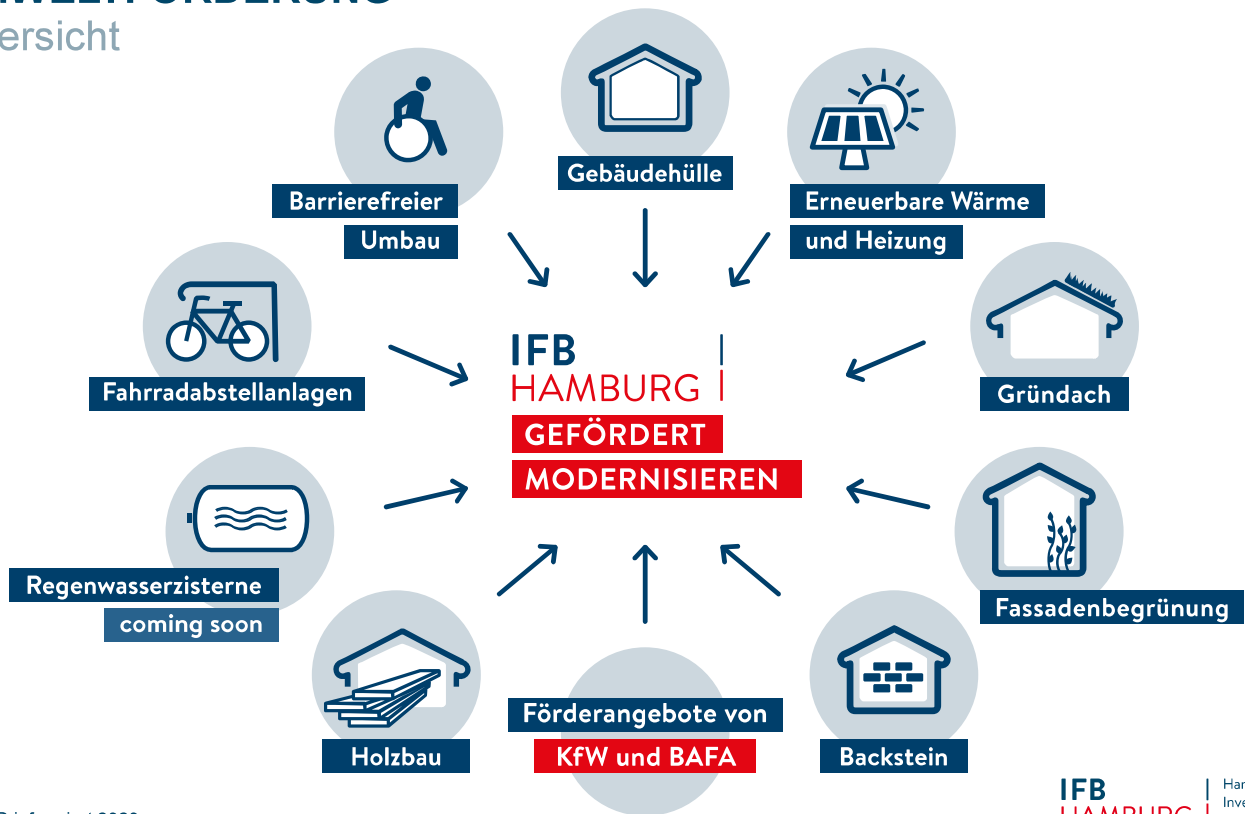 ersicht
Gebäudehülle
Barrierefreier
Umbau
Erneuerbare Wärme
und Heizung
Fahrradabstellanlagen
Gründach
IFB
HAMBURG
GEFÖRDERT
MODERNISIEREN
Regenwasserzisterne
coming soon
Fassadenbegrünung
Holzbau
Förderangebote von
KfW und BAFA
Backstein
IFB
HAMBURG